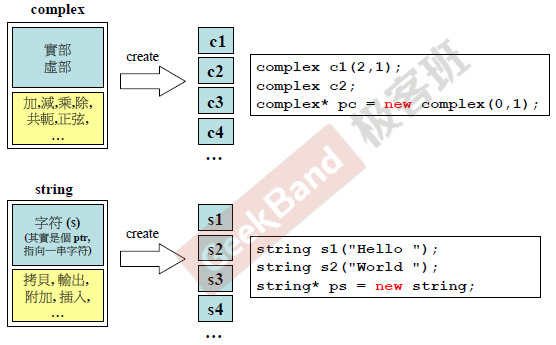 complex
實部
虛部
加,減,乘,除,
共軛,正弦,
...
create
c1
c2
c3
c4
...
complex c1(2,1);
complex c2;
complex* pc = new complex(0,1);
GeekBand 极客班
string
字符 (s)
(其實是個 ptr,
指向一串字符)
拷貝, 輸出,
附加, 插入,
...
create
s1
s2
s3
s4
...
string s1("Hello ");
string s2("World ");
string* ps = new string;